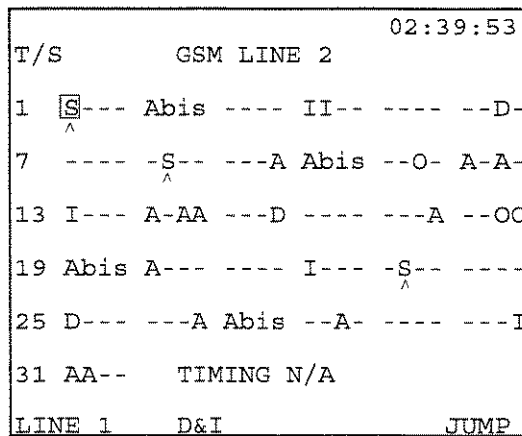 02:39:53
T/S GSM LINE 2
1 S--- Abis ---- II-- ---- --D-
^
7 ---- -S-- ---A Abis --O- A-A-
^
13 I--- A-AA ---D ---- ---A --OO
19 Abis A--- ---- I--- -S-- ----
^
25 D--- ---A Abis --A- ---- ---I
31 AA-- TIMING N/A
LINE 1 D&I JUMP